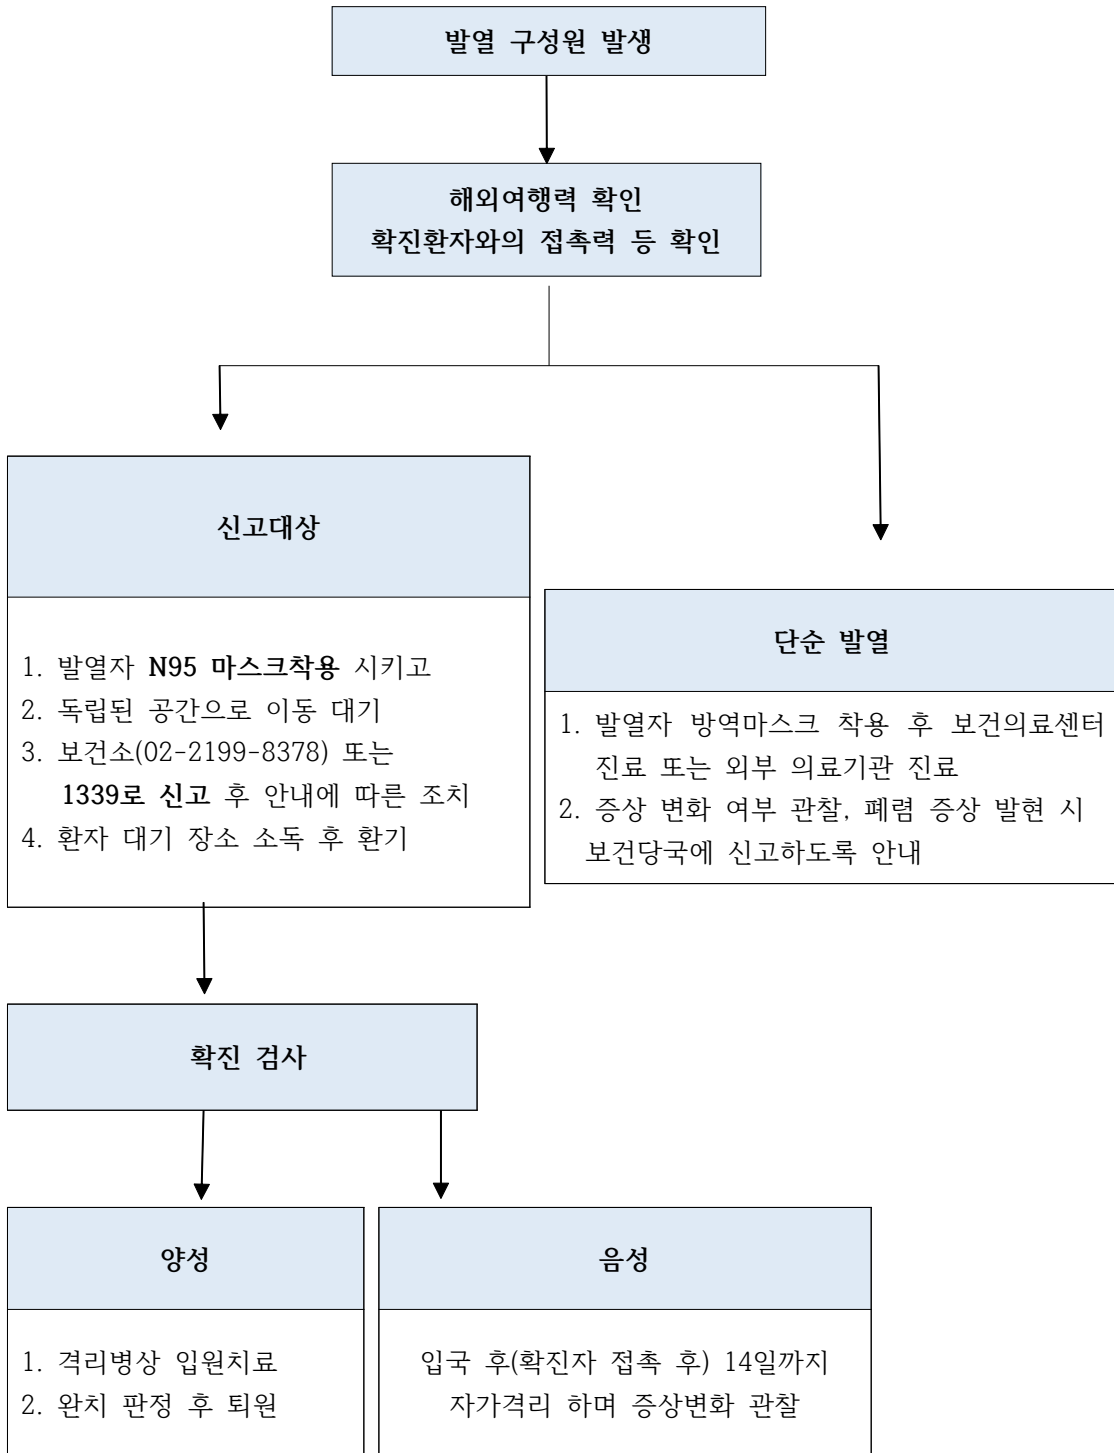 발열 구성원 발생
해외여행력 확인
확진환자와의 접촉력 등 확인
신고대상
1. 발열자 N95 마스크착용 시키고
2. 독립된 공간으로 이동 대기
3. 보건소(02-2199-8378) 또는
1339로 신고 후 안내에 따른 조치
4. 환자 대기 장소 소독 후 환기
단순 발열
1. 발열자 방역마스크 착용 후 보건의료센터
진료 또는 외부 의료기관 진료
2. 증상 변화 여부 관찰, 폐렴 증상 발현 시
보건당국에 신고하도록 안내
확진 검사
양성
1. 격리병상 입원치료
2. 완치 판정 후 퇴원
음성
입국 후(확진자 접촉 후) 14일까지
자가격리 하며 증상변화 관찰